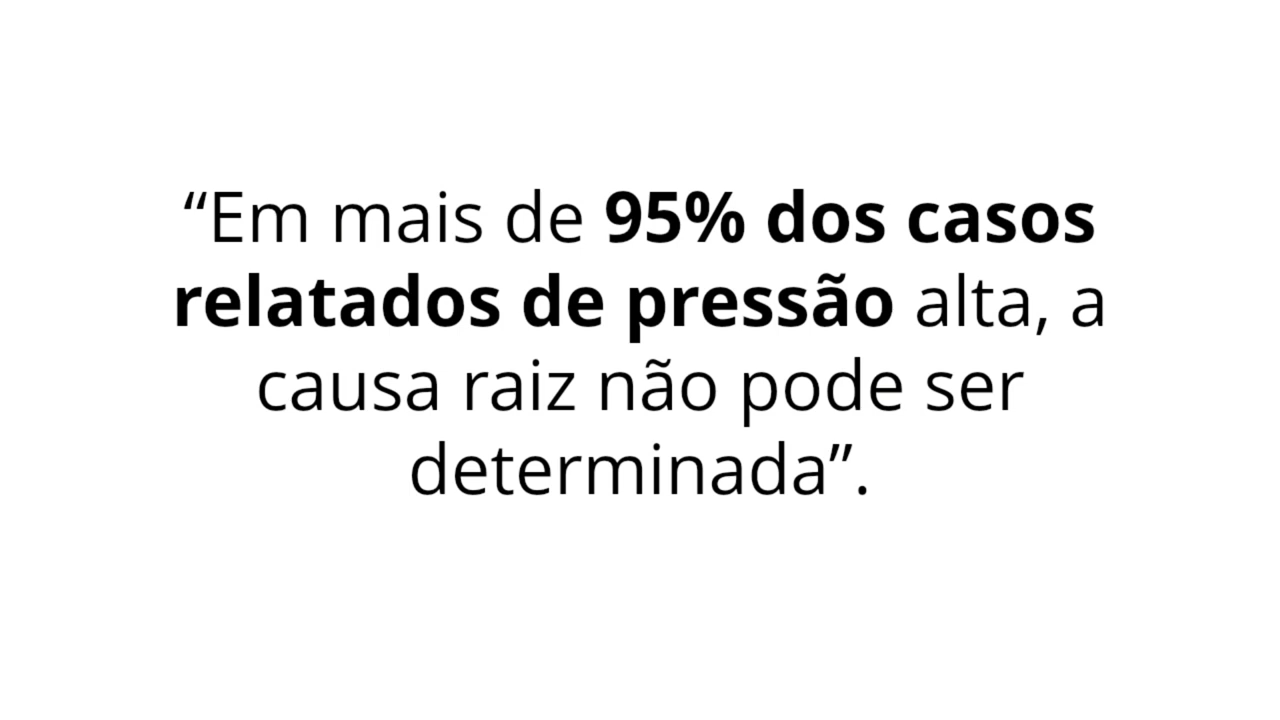 “Em mais de 95% dos casos
relatados de pressão alta, a
causa raiz não pode ser
determinada”.